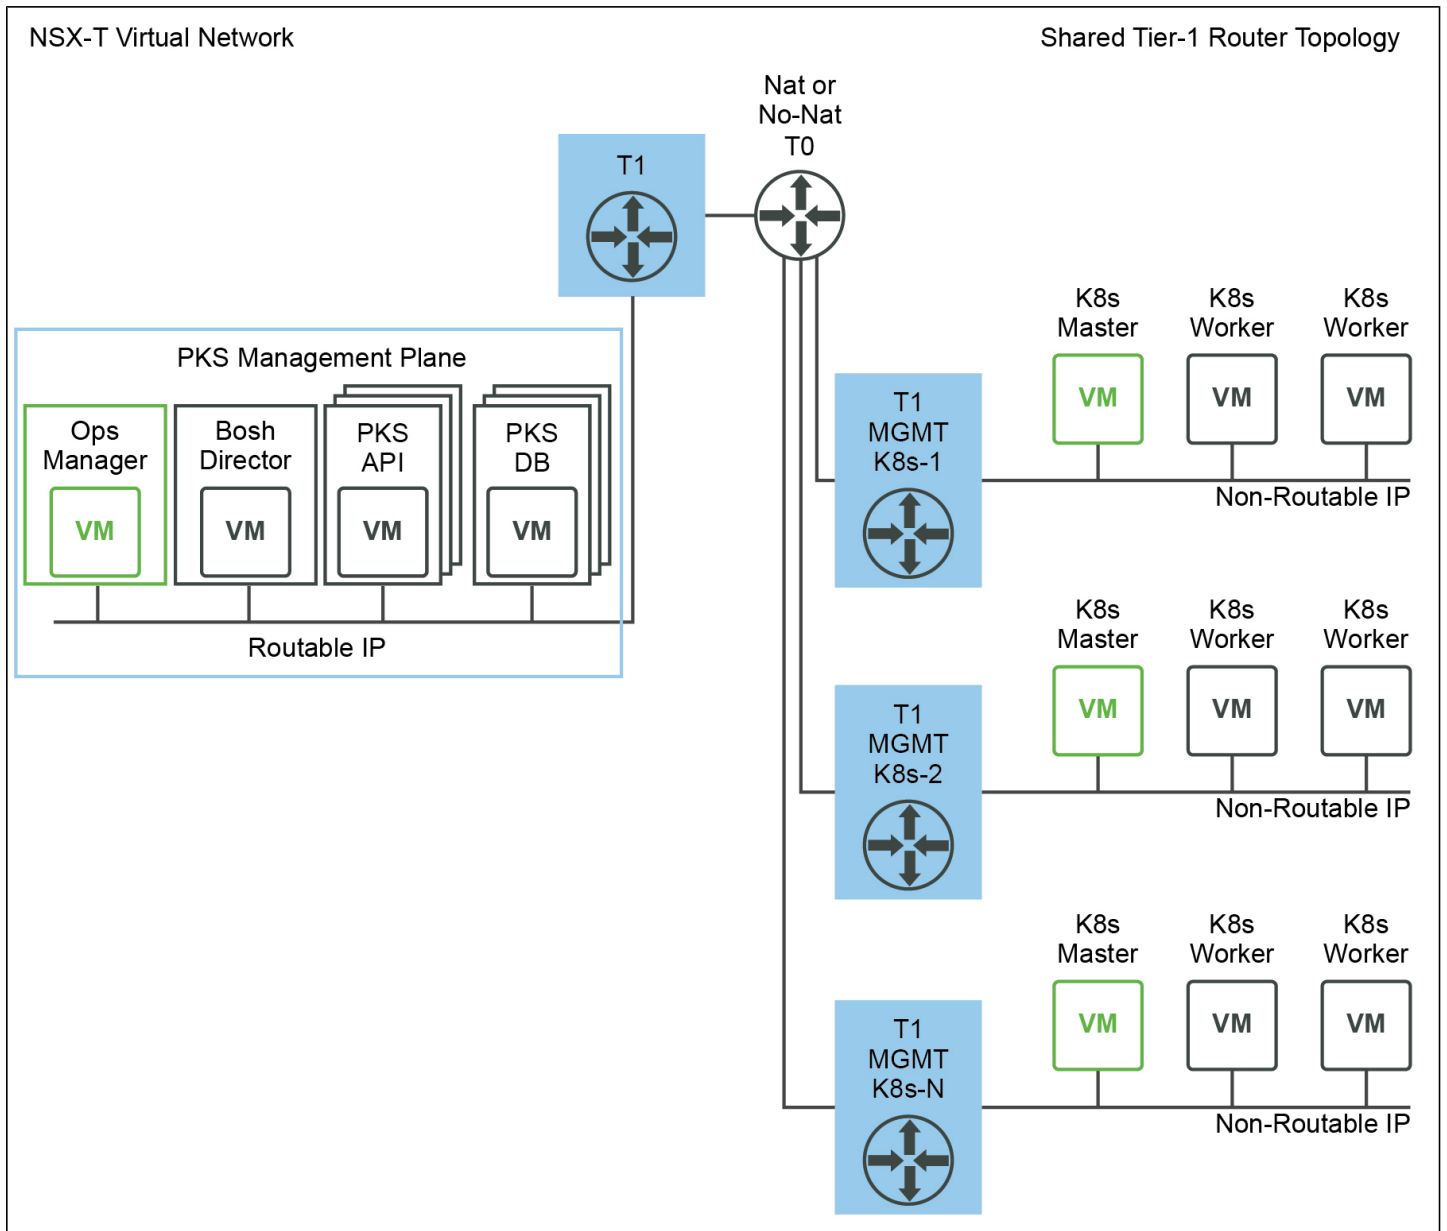 NSX-T Virtual Network
Shared Tier-1 Router Topology
Nat or
No-Nat
T0
T1
PKS Management Plane
Ops
Manager
VM
Bosh
Director
VM
PKS
API
VM
PKS
DB
VM
Routable IP
T1
MGMT
K8s-1
K8s
Master
VM
K8s
Worker
VM
K8s
Worker
VM
Non-Routable IP
T1
MGMT
K8s-2
K8s
Master
VM
K8s
Worker
VM
K8s
Worker
VM
Non-Routable IP
T1
MGMT
K8s-N
K8s
Master
VM
K8s
Worker
VM
K8s
Worker
VM
Non-Routable IP